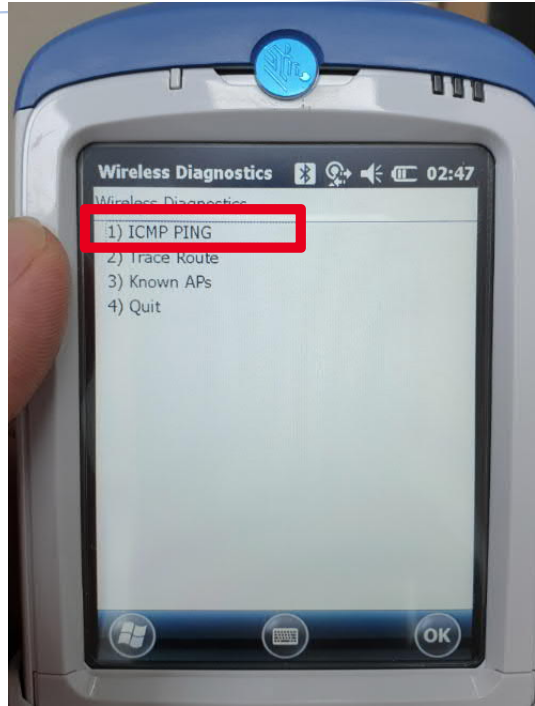 Wireless Diagnostics 02:47
Wireless Diagnostics
1) ICMP PING
2) Trace Route
3) Known APs
4) Quit
OK